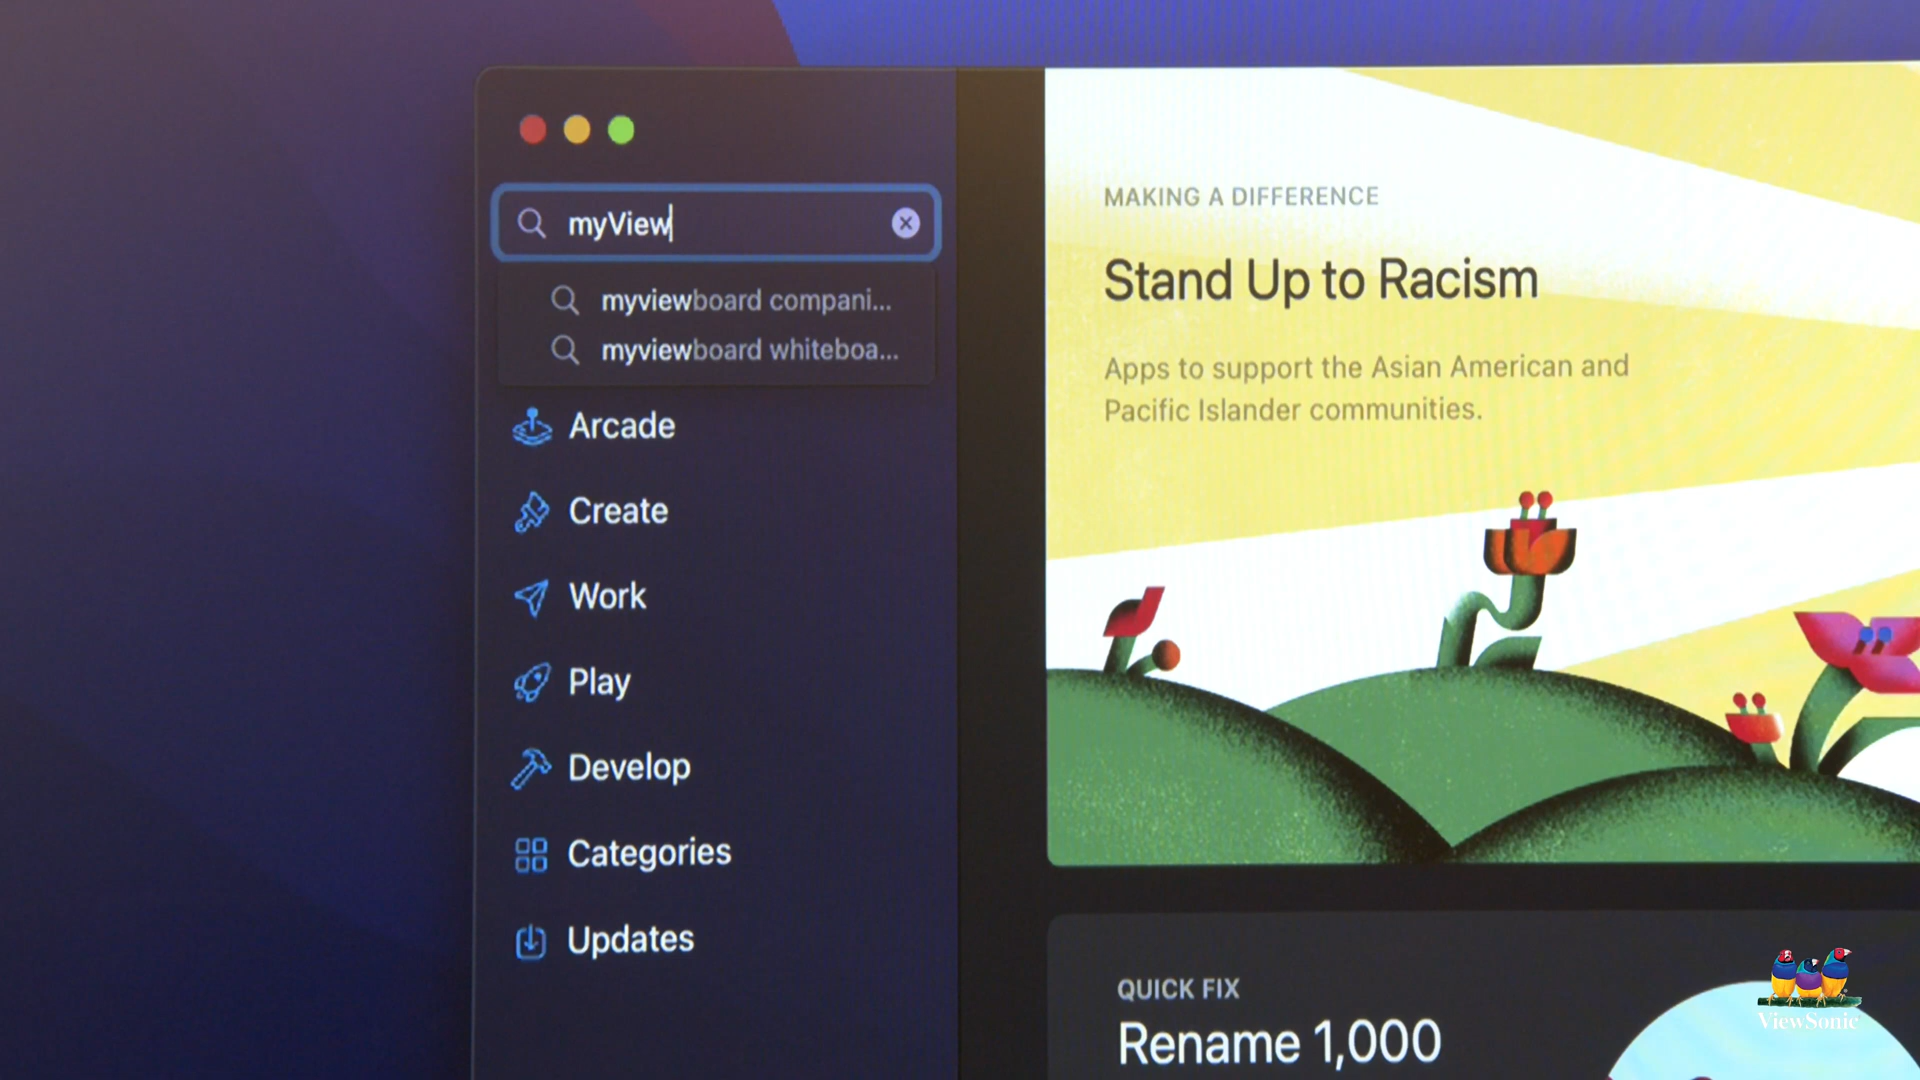 myView
myviewboard compani...
myviewboard whiteboa...
Arcade
Create
Work
Play
Develop
Categories
Updates
MAKING A DIFFERENCE
Stand Up to Racism
Apps to support the Asian American and
Pacific Islander communities.
QUICK FIX
Rename 1,000
ViewSonic